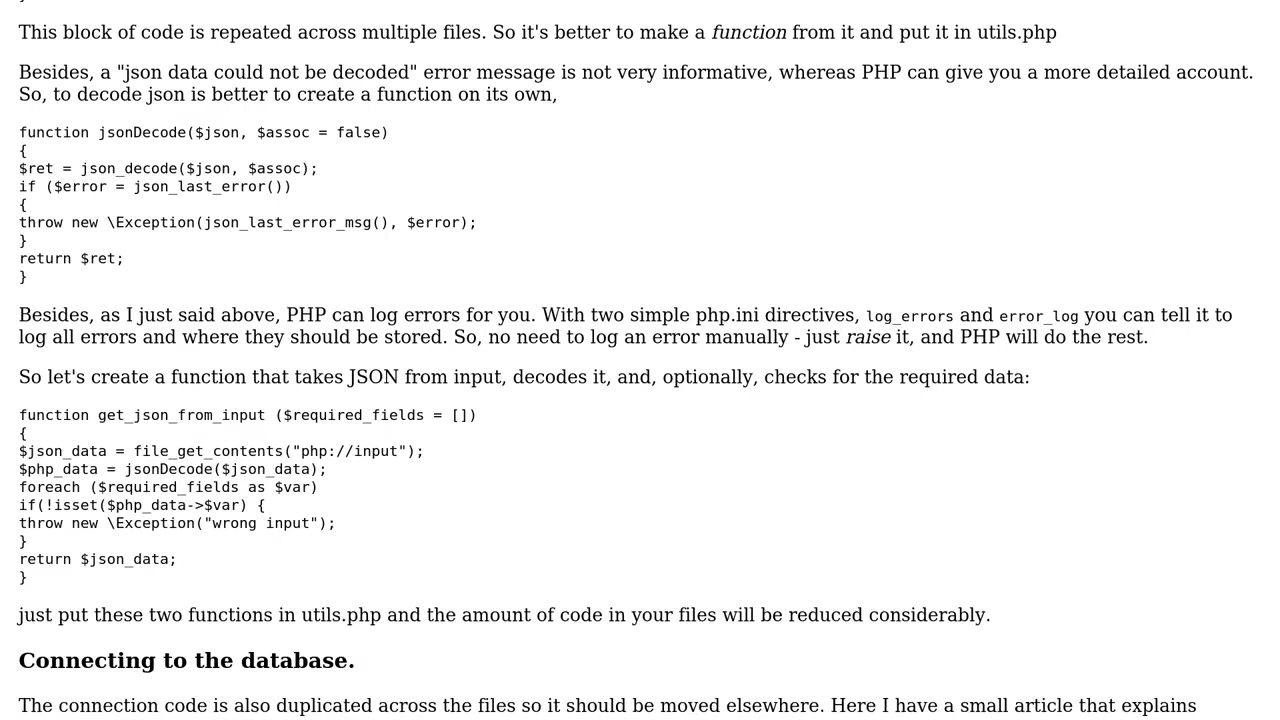 This block of code is repeated across multiple files. So it's better to make a function from it and put it in utils.php
Besides, a "json data could not be decoded" error message is not very informative, whereas PHP can give you a more detailed account.
So, to decode json is better to create a function on its own,
function jsonDecode($json, $assoc = false)
{
$ret = json_decode($json, $assoc);
if ($error = json_last_error())
{
throw new \Exception(json_last_error_msg(), $error);
}
return $ret;
}
Besides, as I just said above, PHP can log errors for you. With two simple php.ini directives, log_errors and error_log you can tell it to
log all errors and where they should be stored. So, no need to log an error manually - just raise it, and PHP will do the rest.
So let's create a function that takes JSON from input, decodes it, and, optionally, checks for the required data:
function get_json_from_input ($required_fields = [])
{
$json_data = file_get_contents("php://input");
$php_data = jsonDecode($json_data);
foreach ($required_fields as $var)
if(!isset($php_data->$var) {
throw new \Exception("wrong input");
}
return $json_data;
}
just put these two functions in utils.php and the amount of code in your files will be reduced considerably.
Connecting to the database.
The connection code is also duplicated across the files so it should be moved elsewhere. Here I have a small article that explains